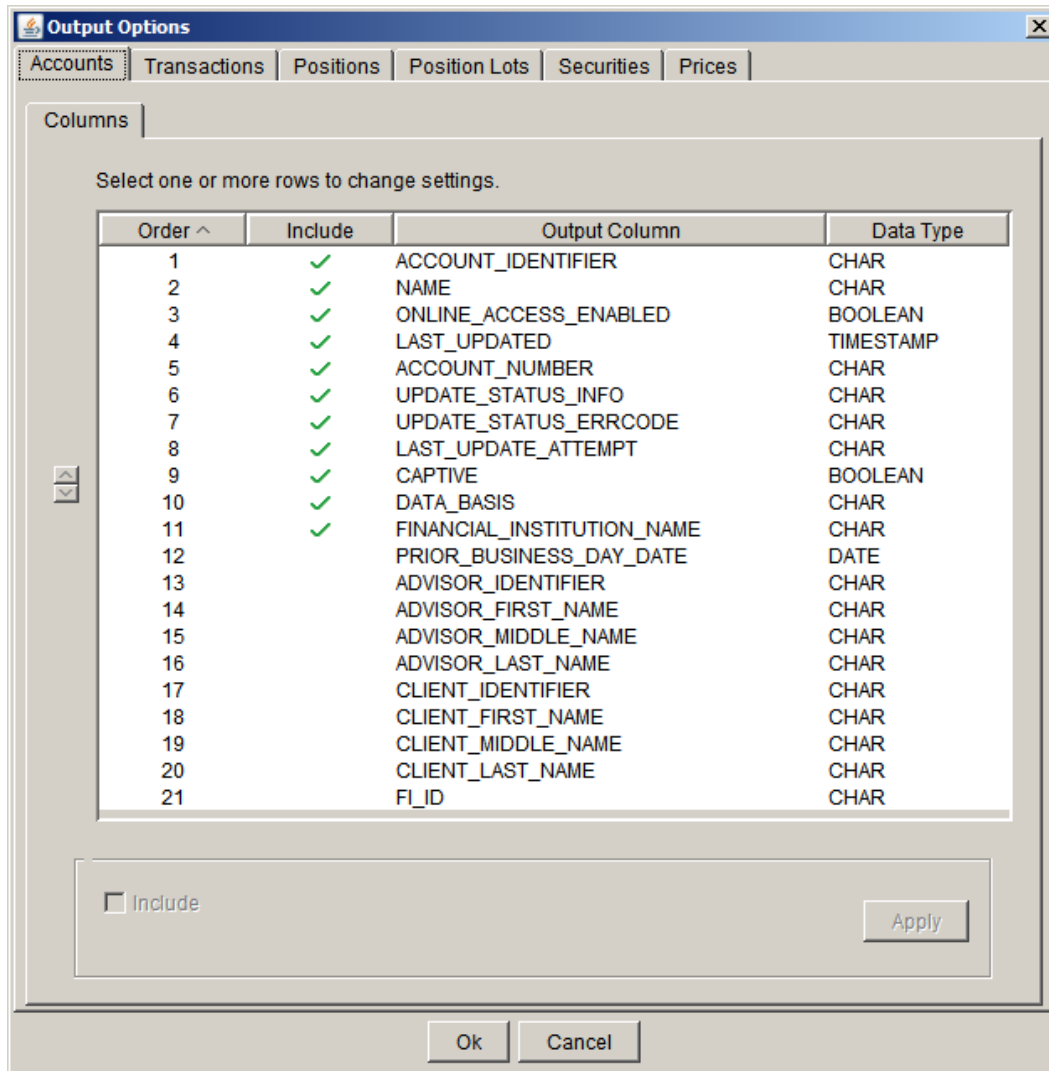 Output Options
Accounts Transactions Positions Position Lots Securities Prices
Columns
Select one or more rows to change settings.
Order Include Output Column Data Type
1 ACCOUNT_IDENTIFIER CHAR
2 NAME CHAR
3 ONLINE_ACCESS_ENABLED BOOLEAN
4 LAST_UPDATED TIMESTAMP
5 ACCOUNT_NUMBER CHAR
6 UPDATE_STATUS_INFO CHAR
7 UPDATE_STATUS_ERRCODE CHAR
8 LAST_UPDATE_ATTEMPT CHAR
9 CAPTIVE BOOLEAN
10 DATA_BASIS CHAR
11 FINANCIAL_INSTITUTION_NAME CHAR
12 PRIOR_BUSINESS_DAY_DATE DATE
13 ADVISOR_IDENTIFIER CHAR
14 ADVISOR_FIRST_NAME CHAR
15 ADVISOR_MIDDLE_NAME CHAR
16 ADVISOR_LAST_NAME CHAR
17 CLIENT_IDENTIFIER CHAR
18 CLIENT_FIRST_NAME CHAR
19 CLIENT_MIDDLE_NAME CHAR
20 CLIENT_LAST_NAME CHAR
21 FI_ID CHAR
Include
Apply
Ok Cancel